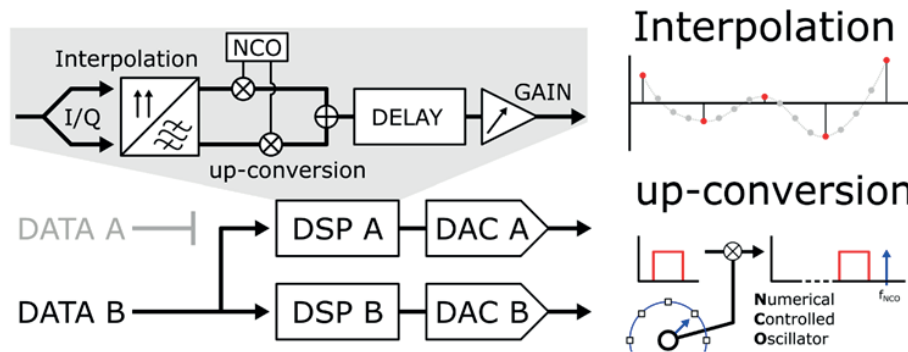 Interpolation
NCO
I/Q
DELAY
GAIN
up-conversion
DATA A
DSP A
DAC A
DATA B
DSP B
DAC B
Interpolation
up-conversion
fNCO
Numerical
Controlled
Oscillator